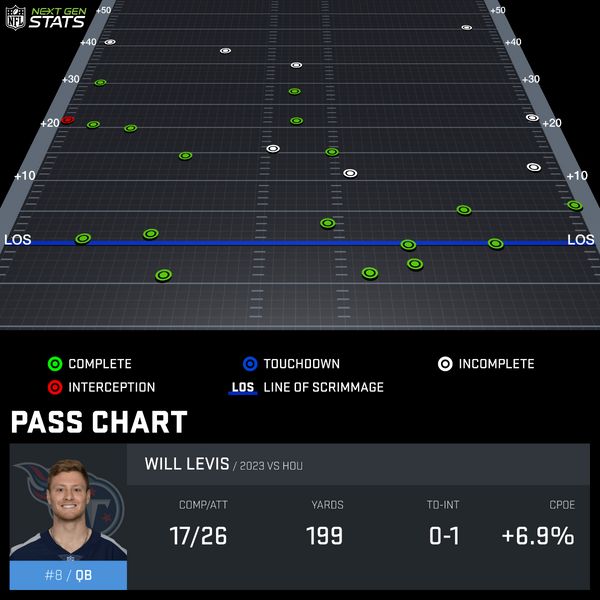 NFL NEXT GEN STATS
+50 +50
+40 +40
+30 +30
+20 +20
+10 +10
LOS LOS
COMPLETE TOUCHDOWN INCOMPLETE
INTERCEPTION LOS LINE OF SCRIMMAGE
PASS CHART
WILL LEVIS / 2023 VS HOU
COMP/ATT YARDS TD-INT CPOE
17/26 199 0-1 +6.9%
#8 / QB